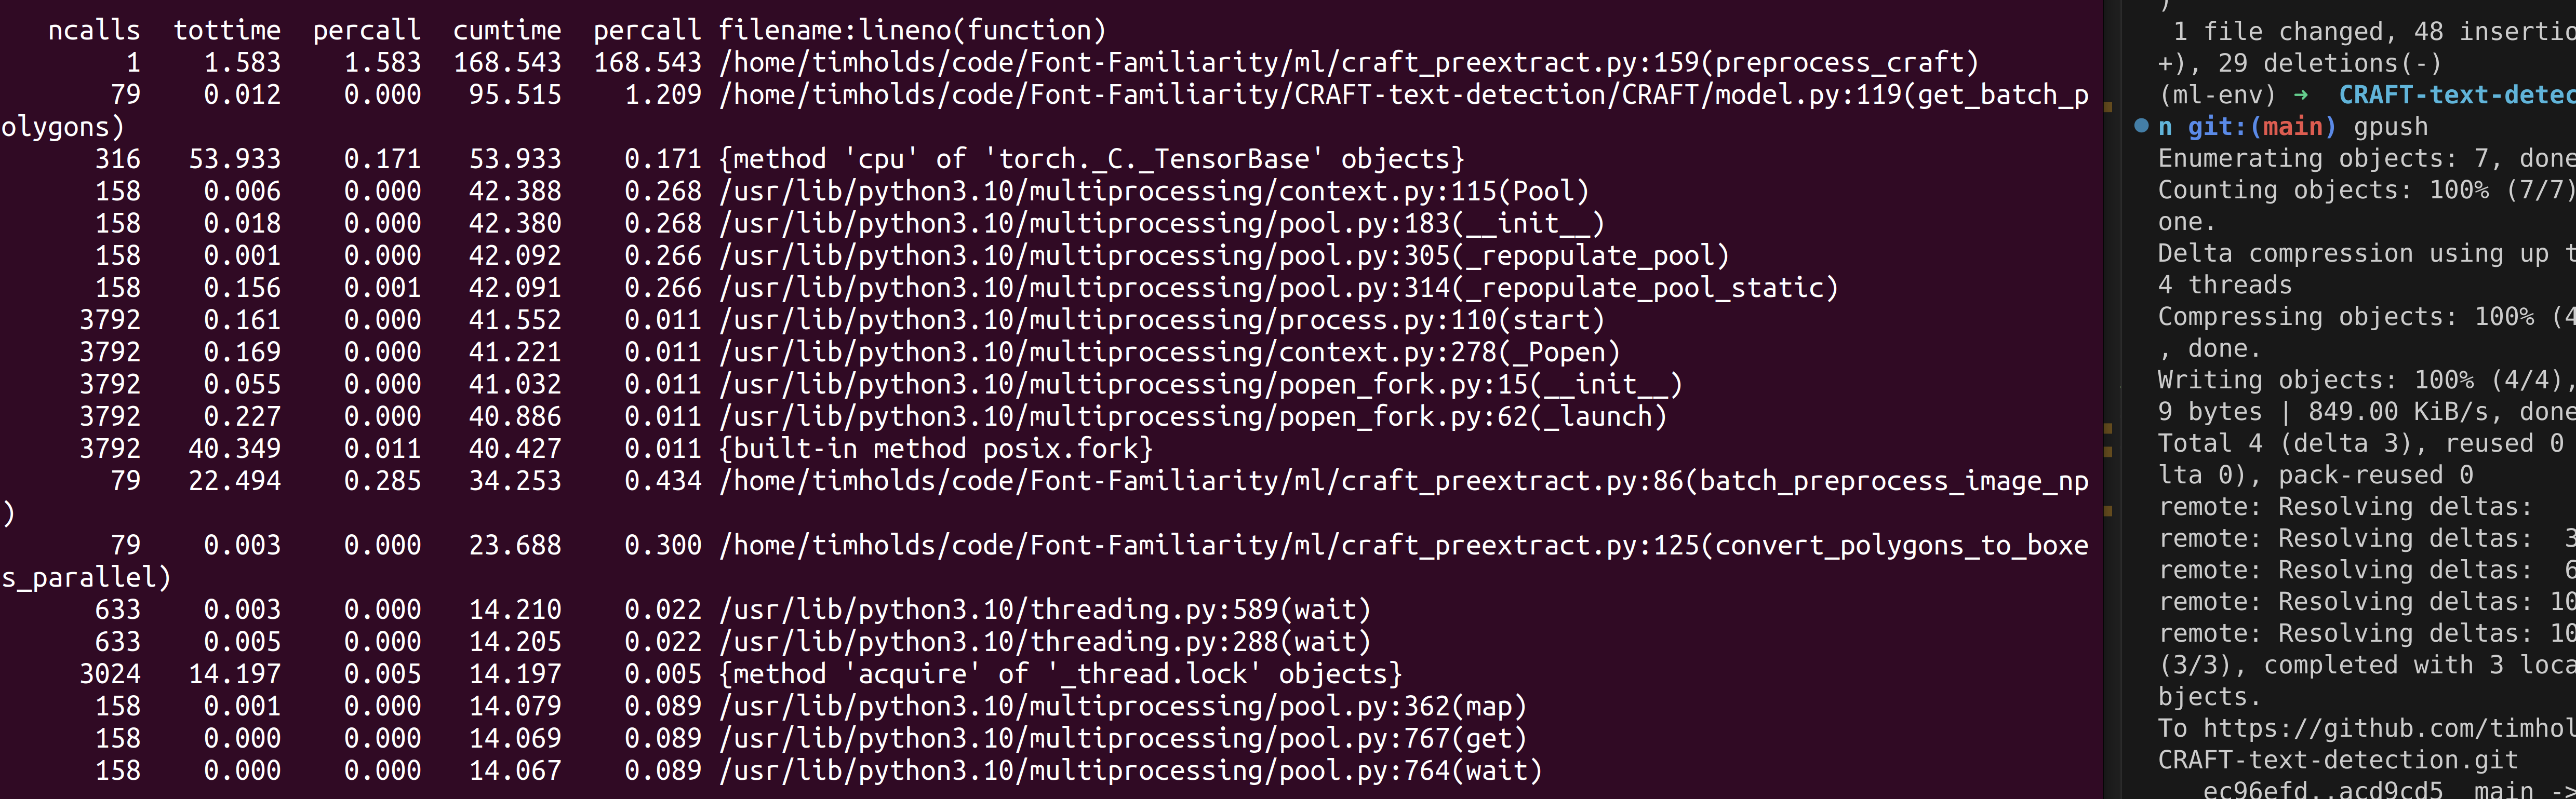 ncalls  tottime  percall  cumtime  percall filename:lineno(function)
1    1.583    1.583  168.543  168.543 /home/timholds/code/Font-Familiarity/ml/craft_preextract.py:159(preprocess_craft)
79    0.012    0.000   95.515    1.209 /home/timholds/code/Font-Familiarity/CRAFT-text-detection/CRAFT/model.py:119(get_batch_p
olygons)
316   53.933    0.171   53.933    0.171 {method 'cpu' of 'torch._C._TensorBase' objects}
158    0.006    0.000   42.388    0.268 /usr/lib/python3.10/multiprocessing/context.py:115(Pool)
158    0.018    0.000   42.380    0.268 /usr/lib/python3.10/multiprocessing/pool.py:183(__init__)
158    0.001    0.000   42.092    0.266 /usr/lib/python3.10/multiprocessing/pool.py:305(_repopulate_pool)
158    0.156    0.001   42.091    0.266 /usr/lib/python3.10/multiprocessing/pool.py:314(_repopulate_pool_static)
3792    0.161    0.000   41.552    0.011 /usr/lib/python3.10/multiprocessing/process.py:110(start)
3792    0.169    0.000   41.221    0.011 /usr/lib/python3.10/multiprocessing/context.py:278(_Popen)
3792    0.055    0.000   41.032    0.011 /usr/lib/python3.10/multiprocessing/popen_fork.py:15(__init__)
3792    0.227    0.000   40.886    0.011 /usr/lib/python3.10/multiprocessing/popen_fork.py:62(_launch)
3792   40.349    0.011   40.427    0.011 {built-in method posix.fork}
79   22.494    0.285   34.253    0.434 /home/timholds/code/Font-Familiarity/ml/craft_preextract.py:86(batch_preprocess_image_np
)
79    0.003    0.000   23.688    0.300 /home/timholds/code/Font-Familiarity/ml/craft_preextract.py:125(convert_polygons_to_boxe
s_parallel)
633    0.003    0.000   14.210    0.022 /usr/lib/python3.10/threading.py:589(wait)
633    0.005    0.000   14.205    0.022 /usr/lib/python3.10/threading.py:288(wait)
3024   14.197    0.005   14.197    0.005 {method 'acquire' of '_thread.lock' objects}
158    0.001    0.000   14.079    0.089 /usr/lib/python3.10/multiprocessing/pool.py:362(map)
158    0.000    0.000   14.069    0.089 /usr/lib/python3.10/multiprocessing/pool.py:767(get)
158    0.000    0.000   14.067    0.089 /usr/lib/python3.10/multiprocessing/pool.py:764(wait)
)
1 file changed, 48 insertio
+), 29 deletions(-)
(ml-env) ➜  CRAFT-text-detec
n git:(main) gpush
Enumerating objects: 7, done
Counting objects: 100% (7/7)
one.
Delta compression using up t
4 threads
Compressing objects: 100% (4
, done.
Writing objects: 100% (4/4),
9 bytes | 849.00 KiB/s, done
Total 4 (delta 3), reused 0
lta 0), pack-reused 0
remote: Resolving deltas:
remote: Resolving deltas:  3
remote: Resolving deltas:  6
remote: Resolving deltas: 10
remote: Resolving deltas: 10
(3/3), completed with 3 loca
bjects.
To https://github.com/timhol
CRAFT-text-detection.git
ec96efd..acd9cd5  main ->